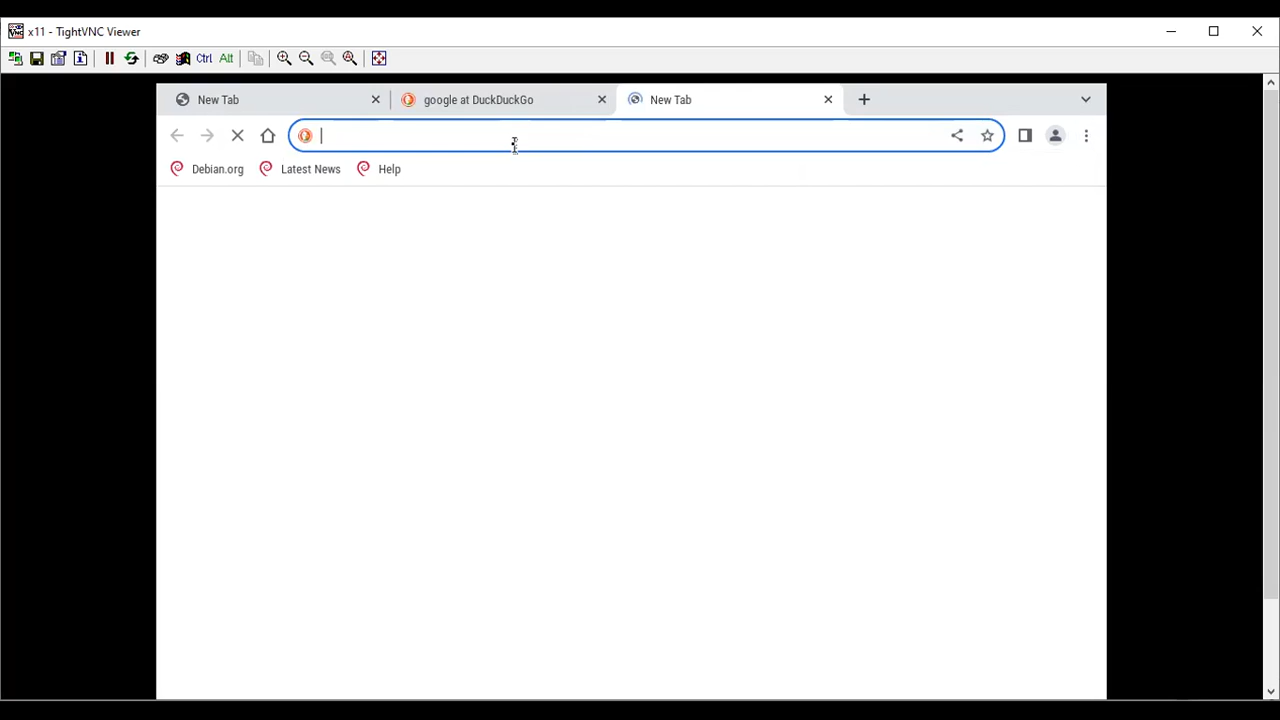 x11 - TightVNC Viewer
Ctrl Alt
New Tab google at DuckDuckGo New Tab
Debian.org Latest News Help